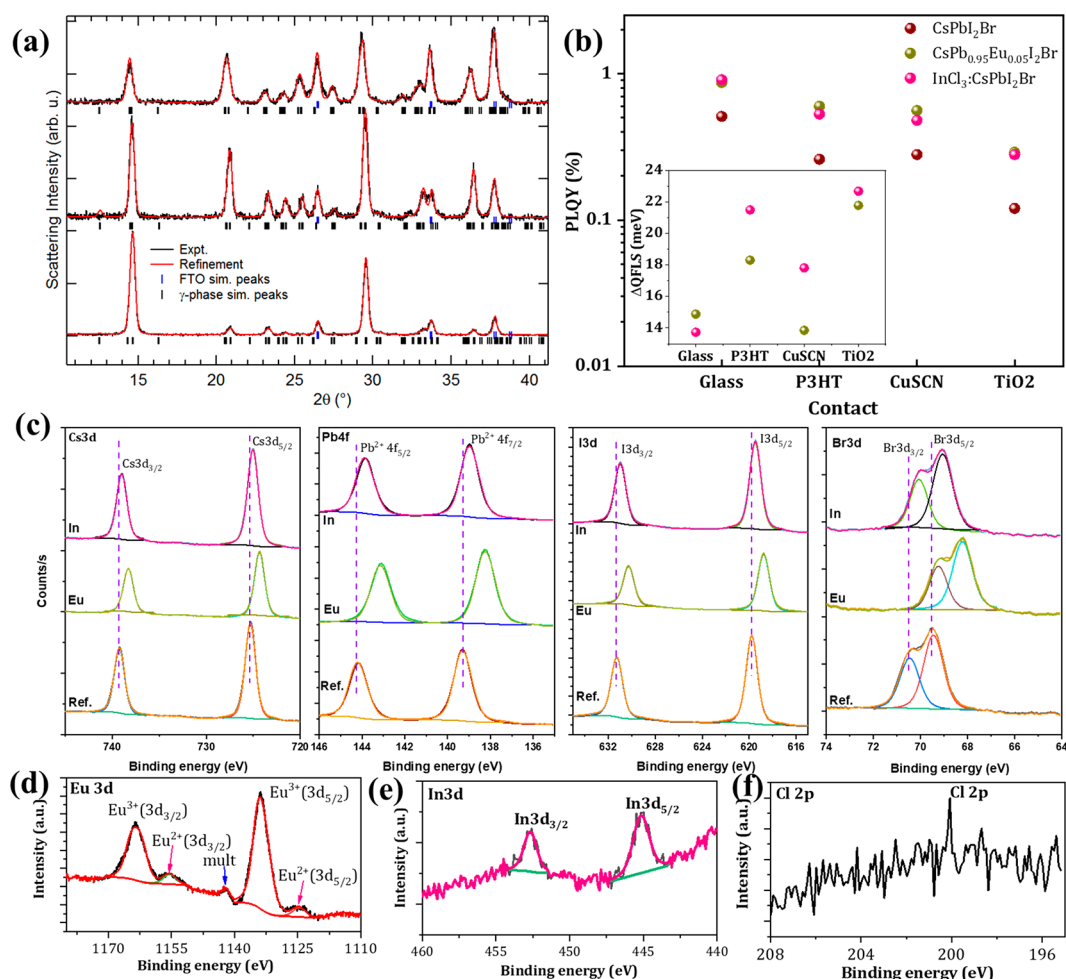 (a)
Scattering Intensity (arb. u.)
Expt.
Refinement
FTO sim. peaks
γ-phase sim. peaks
15 20 25 30 35 40
2θ (°)
(b)
CsPbI₂Br
CsPb₀.₉₅Eu₀.₀₅I₂Br
InCl₃:CsPbI₂Br
PLQY (%)
1
0.1
0.01
ΔQFLS (meV)
24
22
20
18
16
14
Glass P3HT CuSCN TiO2
Glass P3HT CuSCN TiO2
Contact
(c)
Counts/s
Cs3d
Cs3d₃/₂
Cs3d₅/₂
In
Eu
Ref.
740 730 720
Binding energy (eV)
Pb4f
Pb²⁺ 4f₅/₂
Pb²⁺ 4f₇/₂
In
Eu
Ref.
146 144 142 140 138 136
Binding energy (eV)
I3d
I3d₃/₂
I3d₅/₂
In
Eu
Ref.
632 628 624 620 616
Binding energy (eV)
Br3d
Br3d₃/₂
Br3d₅/₂
In
Eu
Ref.
74 72 70 68 66 64
Binding energy (eV)
(d)
Eu 3d
Eu³⁺(3d₃/₂)
Eu²⁺(3d₃/₂)
mult
Eu³⁺(3d₅/₂)
Eu²⁺(3d₅/₂)
Intensity (a.u.)
1170 1155 1140 1125 1110
Binding energy (eV)
(e)
In3d
In3d₃/₂
In3d₅/₂
Intensity (a.u.)
460 455 450 445 440
Binding energy (eV)
(f)
Cl 2p
Cl 2p
Intensity (a.u.)
208 204 200 196
Binding energy (eV)